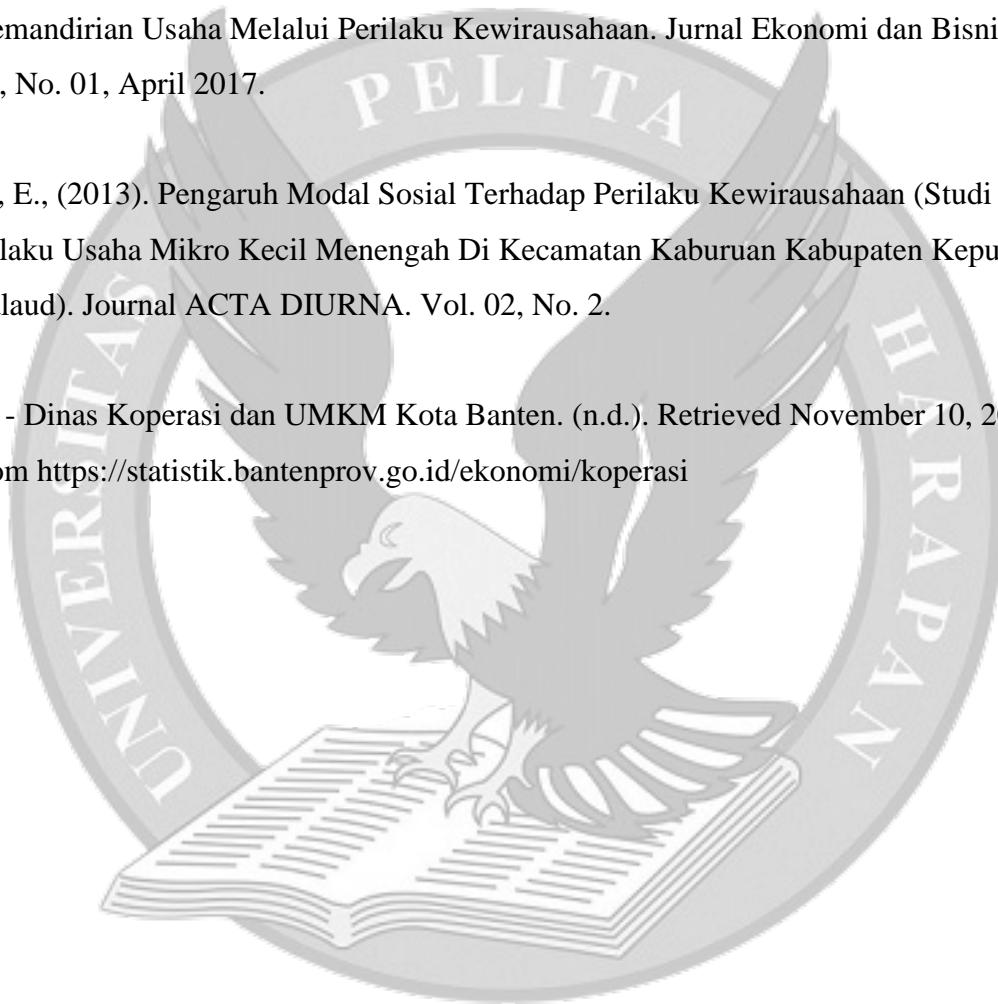 emandirian Usaha Melalui Perilaku Kewirausahaan. Jurnal Ekonomi dan Bisni
, No. 01, April 2017.
, E., (2013). Pengaruh Modal Sosial Terhadap Perilaku Kewirausahaan (Studi
laku Usaha Mikro Kecil Menengah Di Kecamatan Kaburuan Kabupaten Kepu
laud). Journal ACTA DIURNA. Vol. 02, No. 2.
- Dinas Koperasi dan UMKM Kota Banten. (n.d.). Retrieved November 10, 2
om https://statistik.bantenprov.go.id/ekonomi/koperasi
UNIVERSITAS PELITA HARAPAN